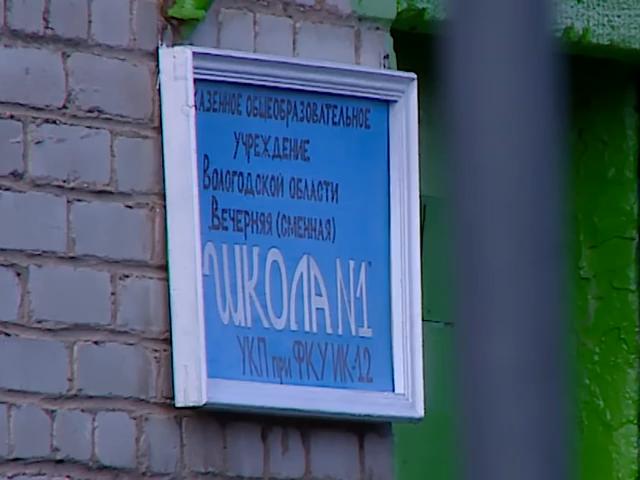 Казенное общеобразовательное
учреждение
Вологодской области
„Вечерняя (сменная)
школа №1"
УКП при ФКУ ИК-12